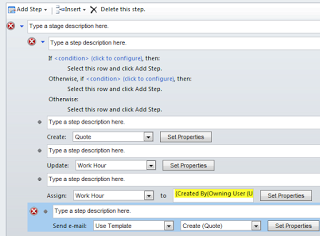 Add Step Insert Delete this step.
Type a stage description here.
Type a step description here.
If <condition> (click to configure), then:
Select this row and click Add Step.
Otherwise, if <condition> (click to configure), then:
Select this row and click Add Step.
Otherwise:
Select this row and click Add Step.
Type a step description here.
Create: Quote Set Properties
Type a step description here.
Update: Work Hour Set Properties
Type a step description here.
Assign: Work Hour to {Created By(Owning User (U Set Properties
Type a step description here.
Send e-mail: Use Template Create (Quote) Set Properties